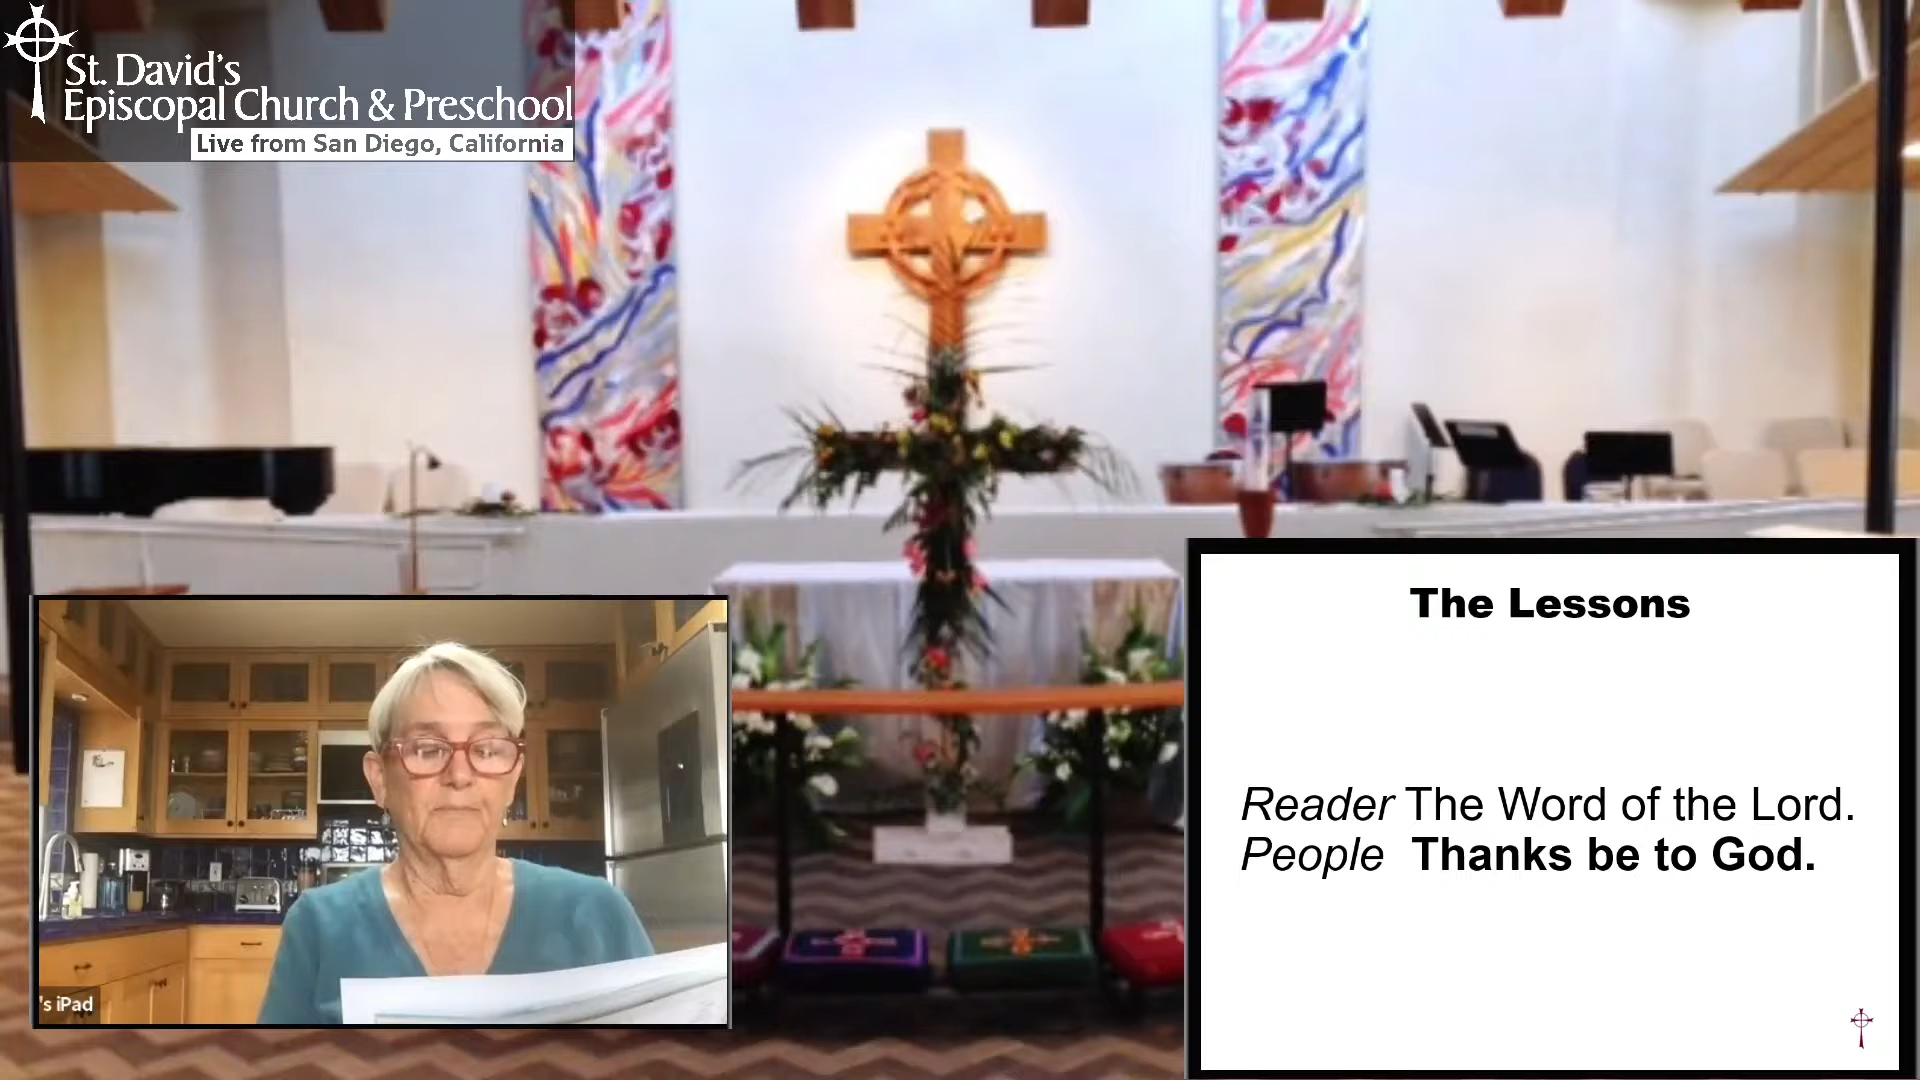 St. David's
Episcopal Church & Preschool
Live from San Diego, California
The Lessons
Reader The Word of the Lord.
People Thanks be to God.
's iPad